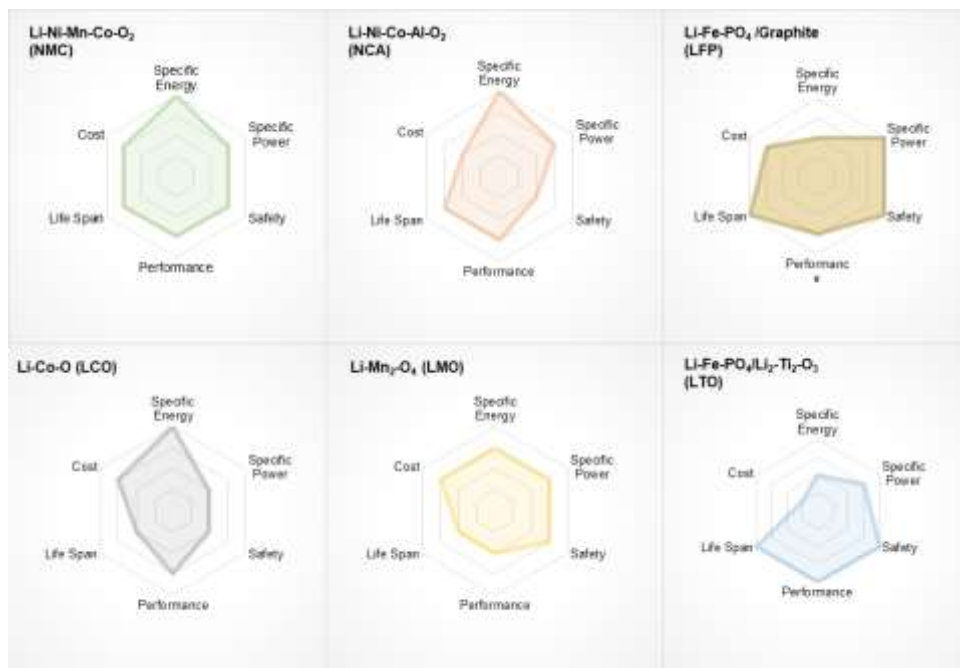 Li-Ni-Mn-Co-O₂
(NMC)
Specific
Energy
Cost
Specific
Power
Life Span
Safety
Performance
Li-Ni-Co-Al-O₂
(NCA)
Specific
Energy
Cost
Specific
Power
Life Span
Safety
Performance
Li-Fe-PO₄ /Graphite
(LFP)
Specific
Energy
Cost
Specific
Power
Life Span
Safety
Performanc
e
Li-Co-O (LCO)
Specific
Energy
Cost
Specific
Power
Life Span
Safety
Performance
Li-Mn₂-O₄ (LMO)
Specific
Energy
Cost
Specific
Power
Life Span
Safety
Performance
Li-Fe-PO₄/Li₂-Ti₂-O₃
(LTO)
Specific
Energy
Cost
Specific
Power
Life Span
Safety
Performance